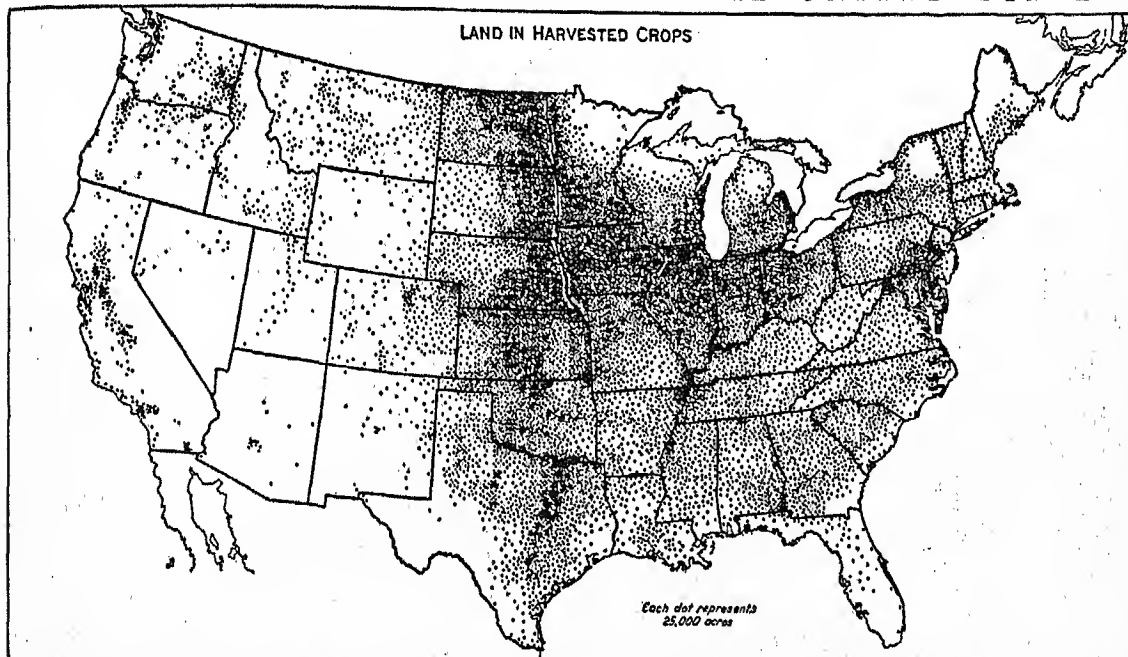 LAND IN HARVESTED CROPS
Each dot represents
25,000 acres